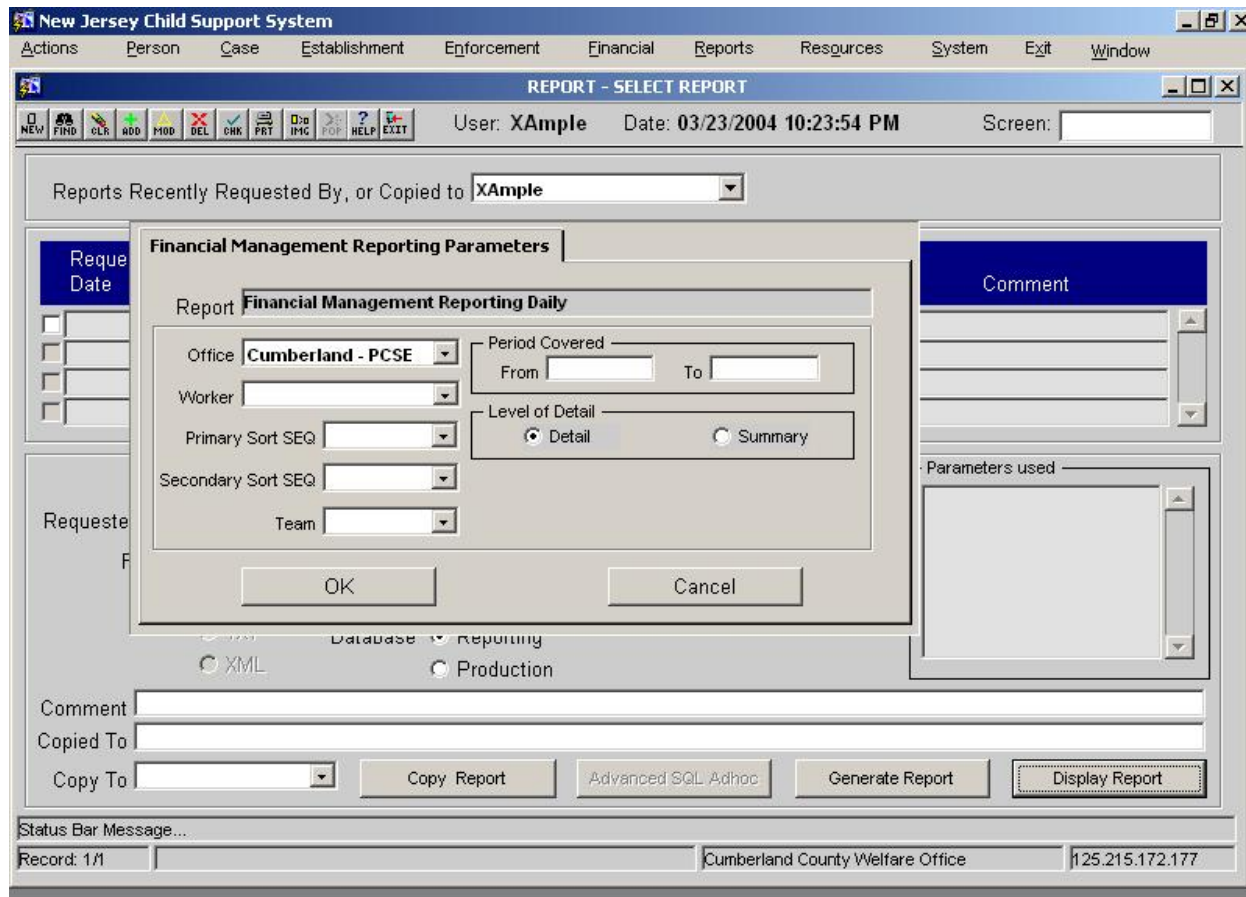 New Jersey Child Support System
Actions Person Case Establishment Enforcement Financial Reports Resources System Exit Window
REPORT - SELECT REPORT
NEW FIND CLR ADD MOD DEL CHK PRT IMG POP HELP EXIT User: XAmple Date: 03/23/2004 10:23:54 PM Screen:
Reports Recently Requested By, or Copied to XAmple
Financial Management Reporting Parameters
Reque
Date
Comment
Report Financial Management Reporting Daily
Office Cumberland - PCSE
Period Covered
From To
Worker
Level of Detail
Detail Summary
Primary Sort SEQ
Secondary Sort SEQ
Team
Parameters used
Requeste
F
OK Cancel
Database Reporting
XML Production
Comment
Copied To
Copy To Copy Report Advanced SQL Adhoc Generate Report Display Report
Status Bar Message...
Record: 1/1 Cumberland County Welfare Office 125.215.172.177